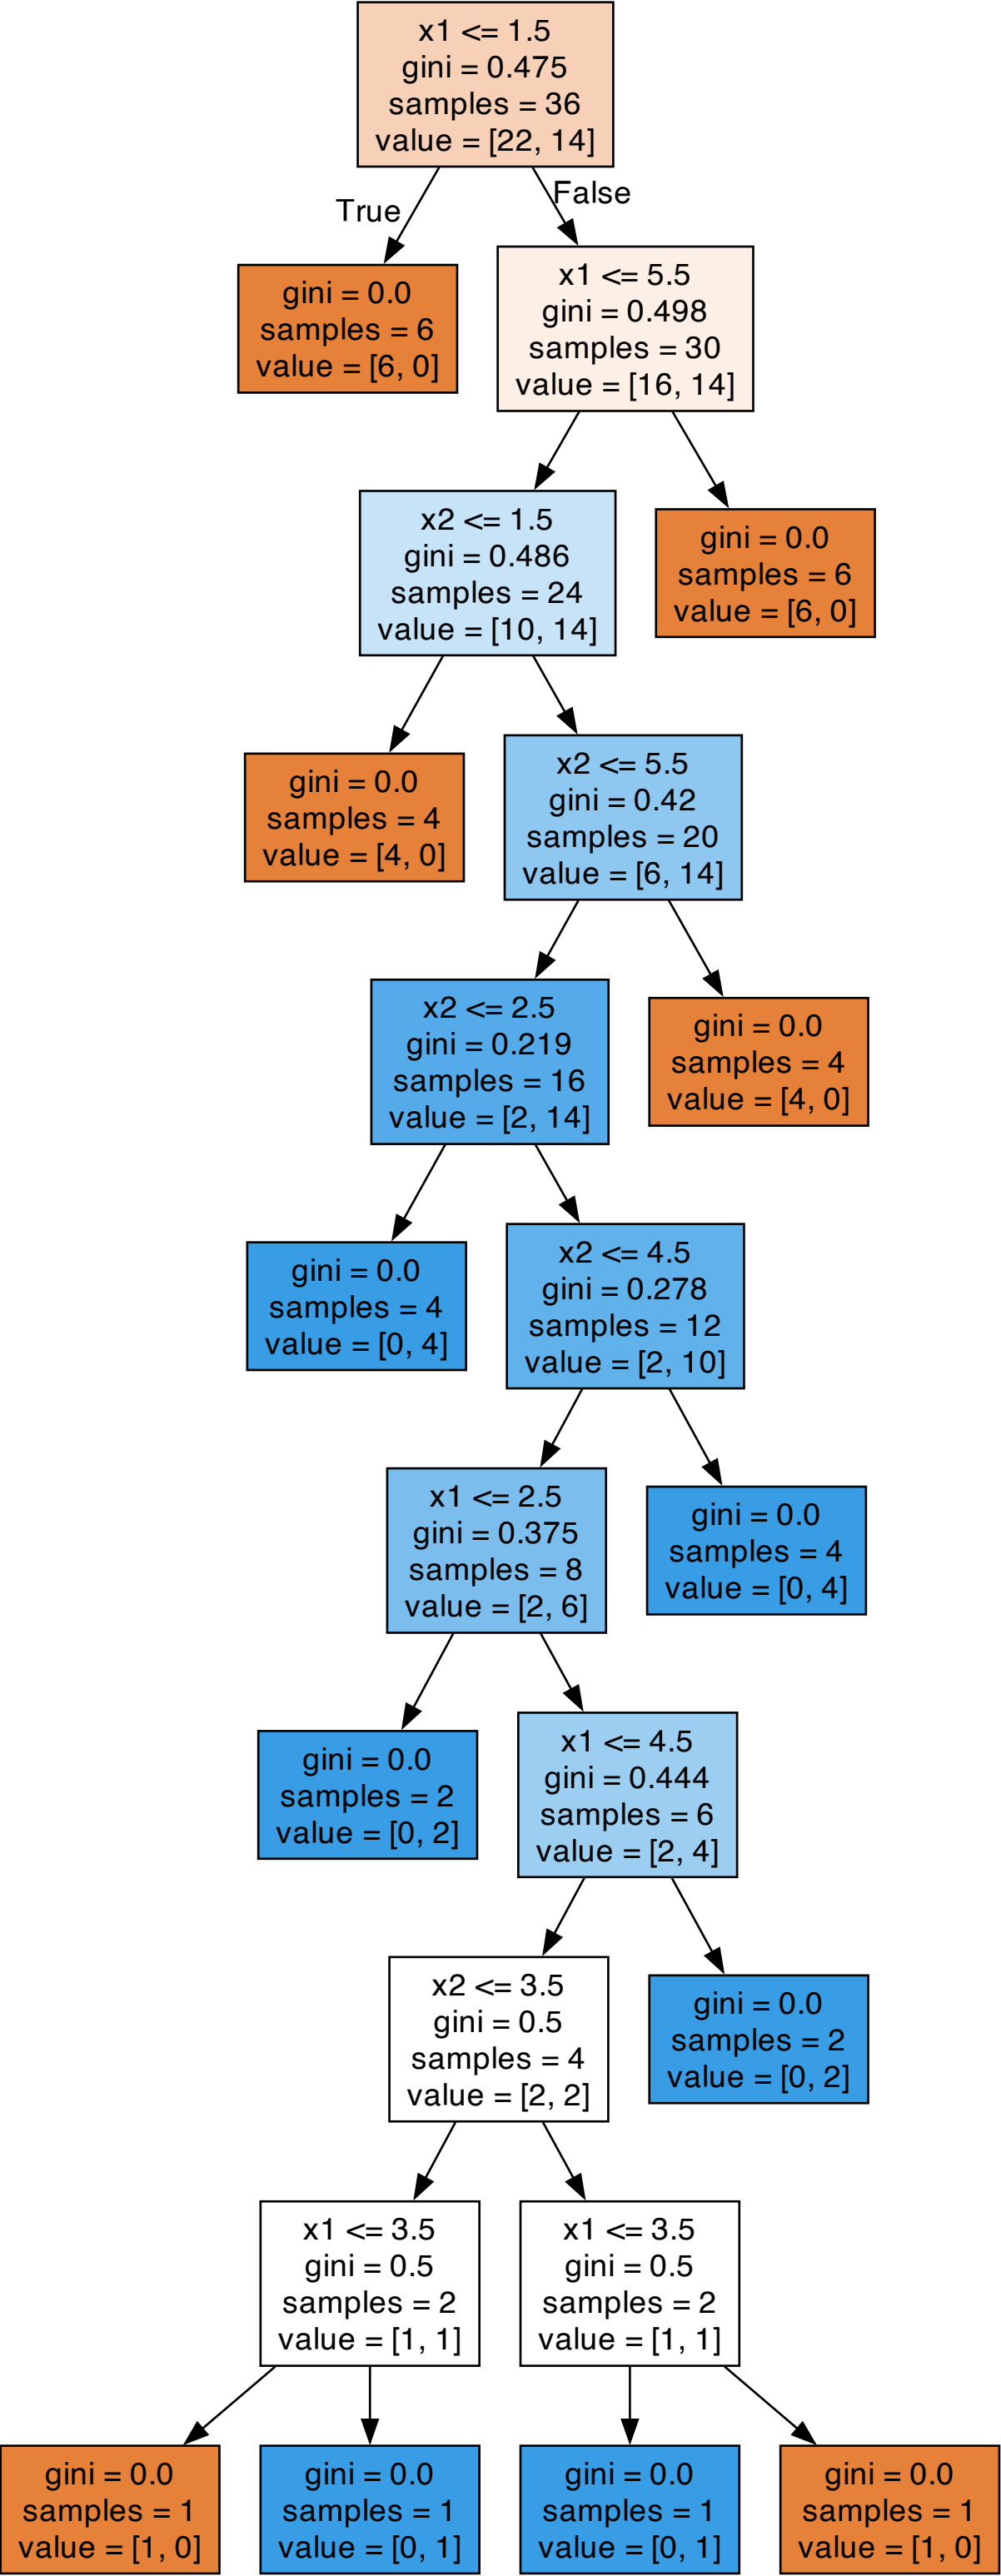 x1 <= 1.5
gini = 0.475
samples = 36
value = [22, 14]
True
False
gini = 0.0
samples = 6
value = [6, 0]
x1 <= 5.5
gini = 0.498
samples = 30
value = [16, 14]
x2 <= 1.5
gini = 0.486
samples = 24
value = [10, 14]
gini = 0.0
samples = 6
value = [6, 0]
gini = 0.0
samples = 4
value = [4, 0]
x2 <= 5.5
gini = 0.42
samples = 20
value = [6, 14]
x2 <= 2.5
gini = 0.219
samples = 16
value = [2, 14]
gini = 0.0
samples = 4
value = [4, 0]
gini = 0.0
samples = 4
value = [0, 4]
x2 <= 4.5
gini = 0.278
samples = 12
value = [2, 10]
x1 <= 2.5
gini = 0.375
samples = 8
value = [2, 6]
gini = 0.0
samples = 4
value = [0, 4]
gini = 0.0
samples = 2
value = [0, 2]
x1 <= 4.5
gini = 0.444
samples = 6
value = [2, 4]
x2 <= 3.5
gini = 0.5
samples = 4
value = [2, 2]
gini = 0.0
samples = 2
value = [0, 2]
x1 <= 3.5
gini = 0.5
samples = 2
value = [1, 1]
x1 <= 3.5
gini = 0.5
samples = 2
value = [1, 1]
gini = 0.0
samples = 1
value = [1, 0]
gini = 0.0
samples = 1
value = [0, 1]
gini = 0.0
samples = 1
value = [0, 1]
gini = 0.0
samples = 1
value = [1, 0]